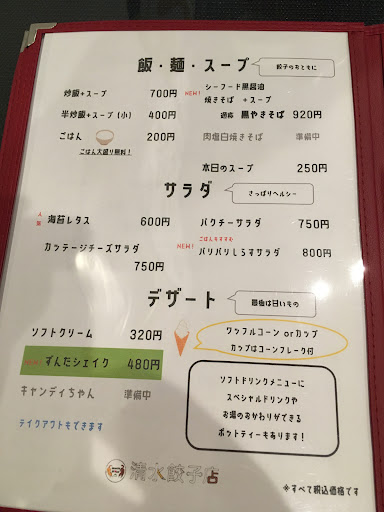 飯・麺・スープ
餃子のおともに
炒飯+スープ 700円
NEW! シーフード黒醤油
焼きそば +スープ
半炒飯+スープ(小) 400円
通称 黒やきそば 920円
ごはん 200円
ごはん大盛り無料!
肉塩白焼きそば 準備中
本日のスープ 250円
サラダ
さっぱりヘルシー
人気 海苔レタス 600円
パクチーサラダ 750円
カッテージチーズサラダ
750円
ごはんもすすむ
NEW! パリパリしらすサラダ 800円
デザート
最后は甘いもの
ソフトクリーム 320円
ワッフルコーン orカップ
カップはコーンフレーク付
ずんだシェイク 480円
キャンディちゃん 準備中
テイクアウトもできます
ソフトドリンクメニューに
スペシャルドリンクや
お湯のおかわりができる
ポットティーもあります!
清水餃子店
※すべて税込価格です